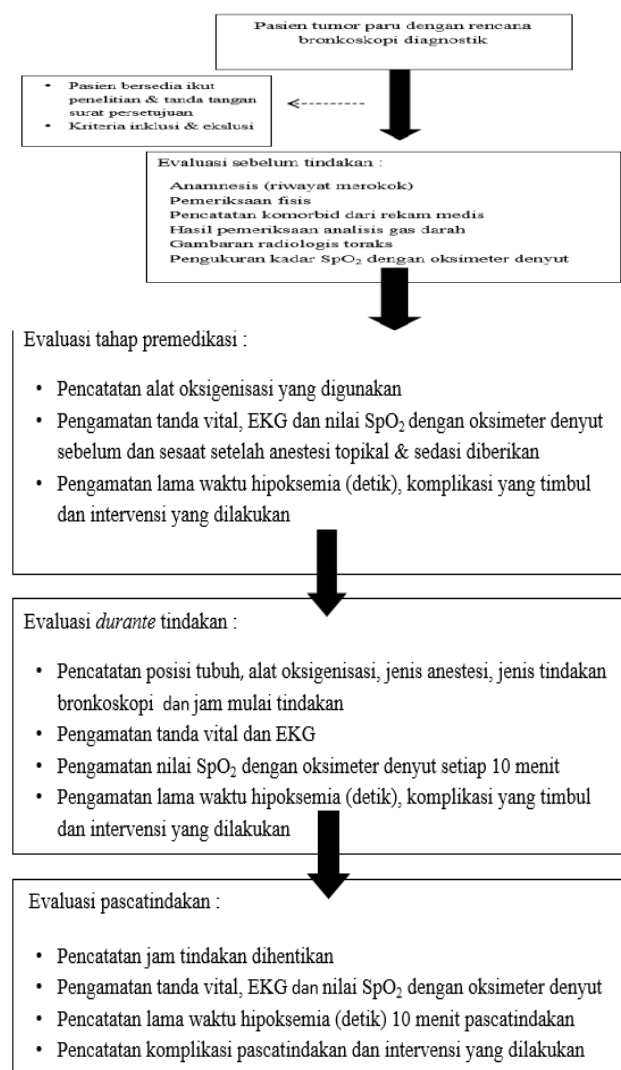 Pasien tumor paru dengan rencana
bronkoskopi diagnostik
• Pasien bersedia ikut
penelitian & tanda tangan
surat persetujuan
• Kriteria inklusi & ekslusi
Evaluasi sebelum tindakan :
Anamnesis (riwayat merokok)
Pemeriksaan fisis
Pencatatan komorbid dari rekam medis
Hasil pemeriksaan analisis gas darah
Gambaran radiologis toraks
Pengukuran kadar SpO₂ dengan oksimeter denyut
Evaluasi tahap premedikasi :
• Pencatatan alat oksigenisasi yang digunakan
• Pengamatan tanda vital, EKG dan nilai SpO₂ dengan oksimeter denyut
sebelum dan sesaat setelah anestesi topikal & sedasi diberikan
• Pengamatan lama waktu hipoksemia (detik), komplikasi yang timbul
dan intervensi yang dilakukan
Evaluasi durante tindakan :
• Pencatatan posisi tubuh, alat oksigenisasi, jenis anestesi, jenis tindakan
bronkoskopi dan jam mulai tindakan
• Pengamatan tanda vital dan EKG
• Pengamatan nilai SpO₂ dengan oksimeter denyut setiap 10 menit
• Pengamatan lama waktu hipoksemia (detik), komplikasi yang timbul
dan intervensi yang dilakukan
Evaluasi pascatindakan :
• Pencatatan jam tindakan dihentikan
• Pengamatan tanda vital, EKG dan nilai SpO₂ dengan oksimeter denyut
• Pencatatan lama waktu hipoksemia (detik) 10 menit pascatindakan
• Pencatatan komplikasi pascatindakan dan intervensi yang dilakukan